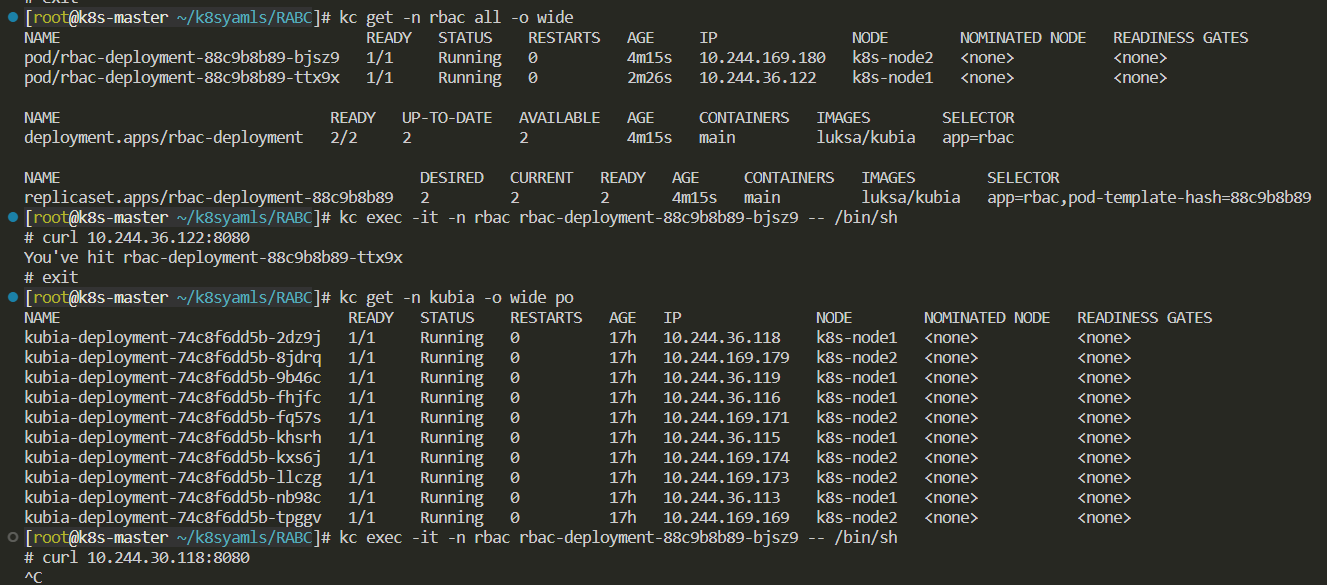 # exit
[root@k8s-master ~/k8syamls/RABC]# kc get -n rbac all -o wide
NAME READY STATUS RESTARTS AGE IP NODE NOMINATED NODE READINESS GATES
pod/rbac-deployment-88c9b8b89-bjsz9 1/1 Running 0 4m15s 10.244.169.180 k8s-node2 <none> <none>
pod/rbac-deployment-88c9b8b89-ttx9x 1/1 Running 0 2m26s 10.244.36.122 k8s-node1 <none> <none>
NAME READY UP-TO-DATE AVAILABLE AGE CONTAINERS IMAGES SELECTOR
deployment.apps/rbac-deployment 2/2 2 2 4m15s main luksa/kubia app=rbac
NAME DESIRED CURRENT READY AGE CONTAINERS IMAGES SELECTOR
replicaset.apps/rbac-deployment-88c9b8b89 2 2 2 4m15s main luksa/kubia app=rbac,pod-template-hash=88c9b8b89
[root@k8s-master ~/k8syamls/RABC]# kc exec -it -n rbac rbac-deployment-88c9b8b89-bjsz9 -- /bin/sh
# curl 10.244.36.122:8080
You've hit rbac-deployment-88c9b8b89-ttx9x
# exit
[root@k8s-master ~/k8syamls/RABC]# kc get -n kubia -o wide po
NAME READY STATUS RESTARTS AGE IP NODE NOMINATED NODE READINESS GATES
kubia-deployment-74c8f6dd5b-2dz9j 1/1 Running 0 17h 10.244.36.118 k8s-node1 <none> <none>
kubia-deployment-74c8f6dd5b-8jdrq 1/1 Running 0 17h 10.244.169.179 k8s-node2 <none> <none>
kubia-deployment-74c8f6dd5b-9b46c 1/1 Running 0 17h 10.244.36.119 k8s-node1 <none> <none>
kubia-deployment-74c8f6dd5b-fhjfc 1/1 Running 0 17h 10.244.36.116 k8s-node1 <none> <none>
kubia-deployment-74c8f6dd5b-fq57s 1/1 Running 0 17h 10.244.169.171 k8s-node2 <none> <none>
kubia-deployment-74c8f6dd5b-khsrh 1/1 Running 0 17h 10.244.36.115 k8s-node1 <none> <none>
kubia-deployment-74c8f6dd5b-kxs6j 1/1 Running 0 17h 10.244.169.174 k8s-node2 <none> <none>
kubia-deployment-74c8f6dd5b-llczg 1/1 Running 0 17h 10.244.169.173 k8s-node2 <none> <none>
kubia-deployment-74c8f6dd5b-nb98c 1/1 Running 0 17h 10.244.36.113 k8s-node1 <none> <none>
kubia-deployment-74c8f6dd5b-tpggv 1/1 Running 0 17h 10.244.169.169 k8s-node2 <none> <none>
[root@k8s-master ~/k8syamls/RABC]# kc exec -it -n rbac rbac-deployment-88c9b8b89-bjsz9 -- /bin/sh
# curl 10.244.30.118:8080
^C